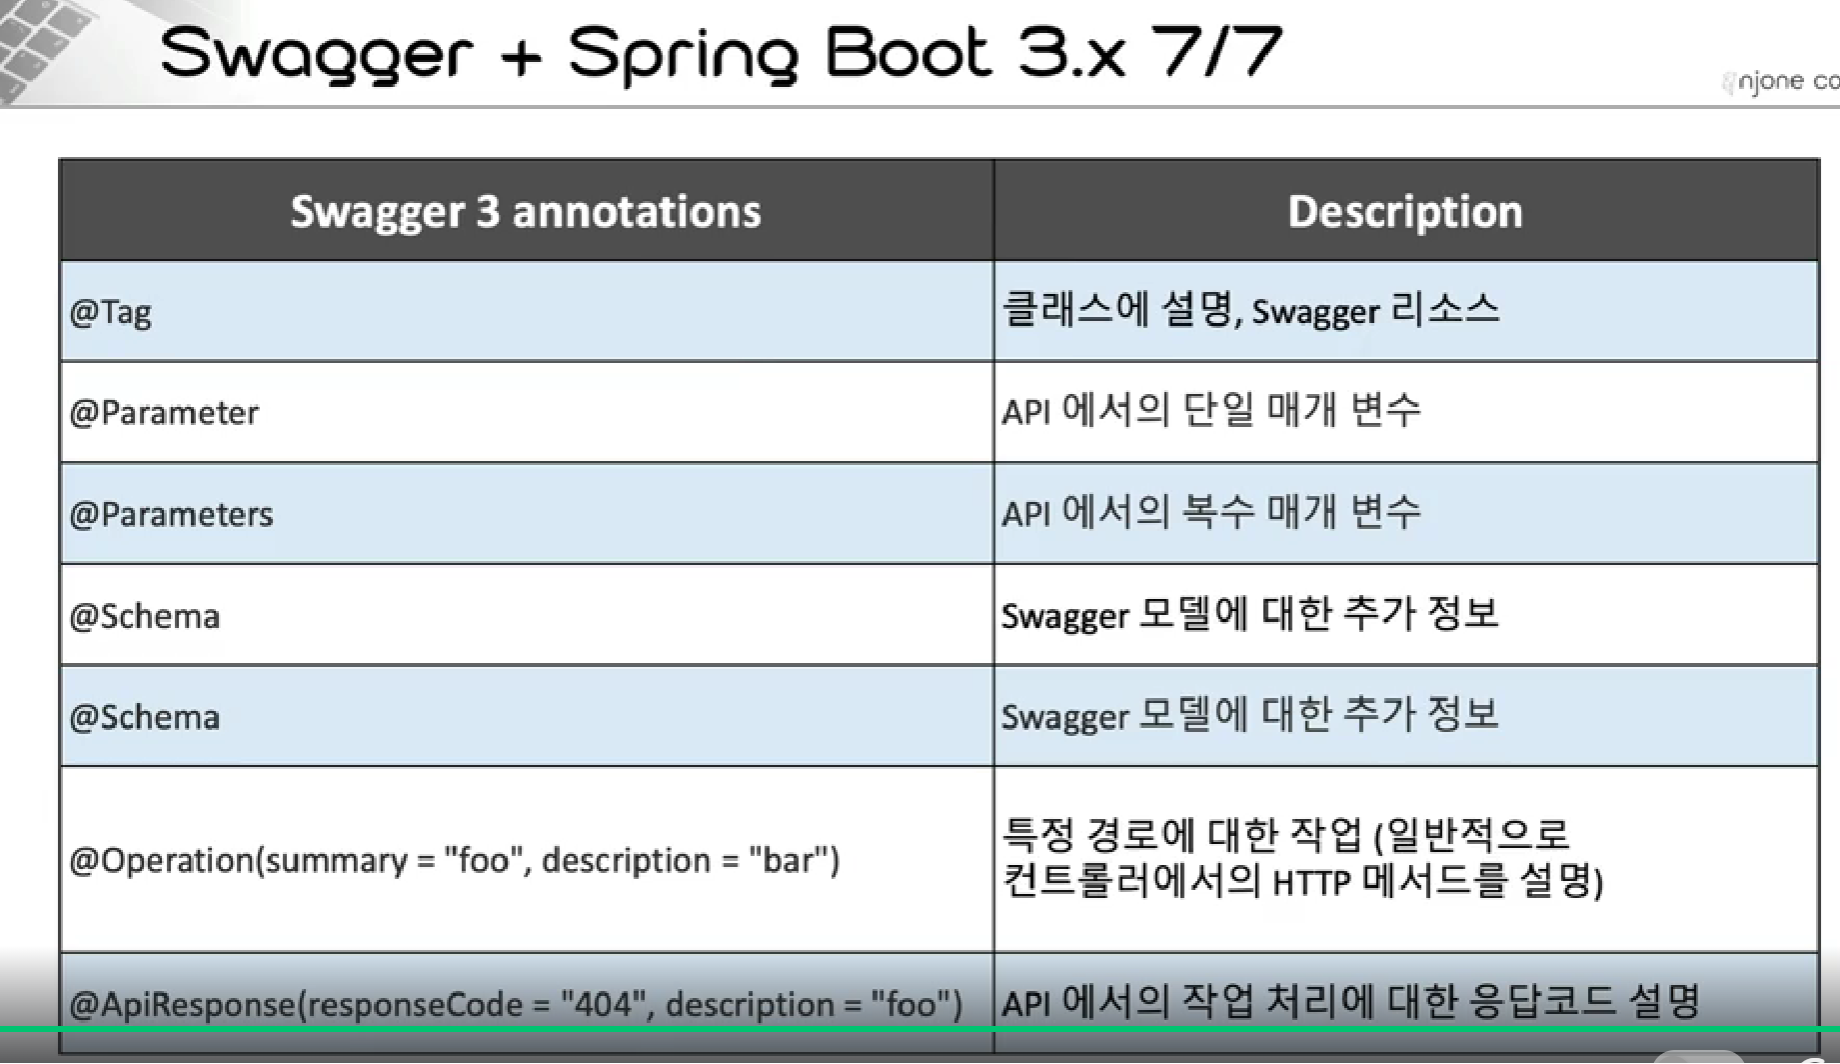 Swagger + Spring Boot 3.x 7/7
njone co
Swagger 3 annotations
Description
@Tag
클래스에 설명, Swagger 리소스
@Parameter
API 에서의 단일 매개 변수
@Parameters
API 에서의 복수 매개 변수
@Schema
Swagger 모델에 대한 추가 정보
@Schema
Swagger 모델에 대한 추가 정보
@Operation(summary = "foo", description = "bar")
특정 경로에 대한 작업 (일반적으로
컨트롤러에서의 HTTP 메서드를 설명)
@ApiResponse(responseCode = "404", description = "foo")
API 에서의 작업 처리에 대한 응답코드 설명